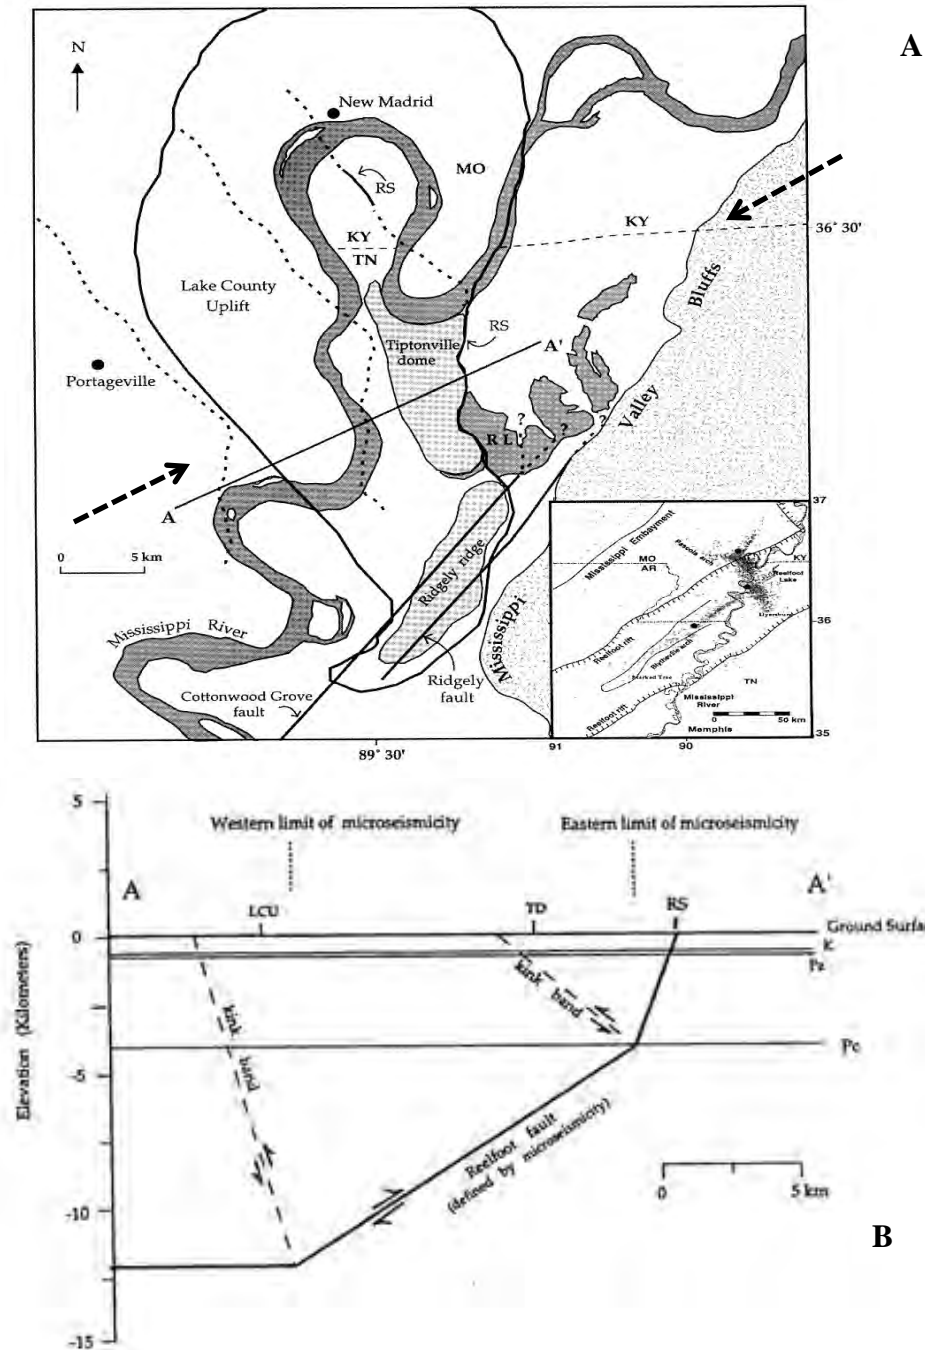 A
N
New Madrid
MO
RS
KY
36° 30'
KY
TN
Lake County
Uplift
Bluffs
RS
A'
Tiptonville
dome
Portageville
Valley
?
?
?
R L
A
37
0 5 km
Ridgely ridge
Mississippi Embayment
Pascola arch
MO
AR
KY
Reelfoot
Lake
Mississippi
Mississippi River
36
Reelfoot rift
Blytheville arch
Ridgely
fault
Cottonwood Grove
fault
TN
Reelfoot rift
Mississippi
River
0 50 km
Memphis
35
89° 30'
91
90
5
Western limit of microseismicity
Eastern limit of microseismicity
A
A'
LCU
TD
RS
Ground Surfa
0
K
Pz
kink band
kink band
Pc
Elevation (Kilometers)
-5
Reelfoot fault
(defined by microseismicity)
0 5 km
-10
B
-15